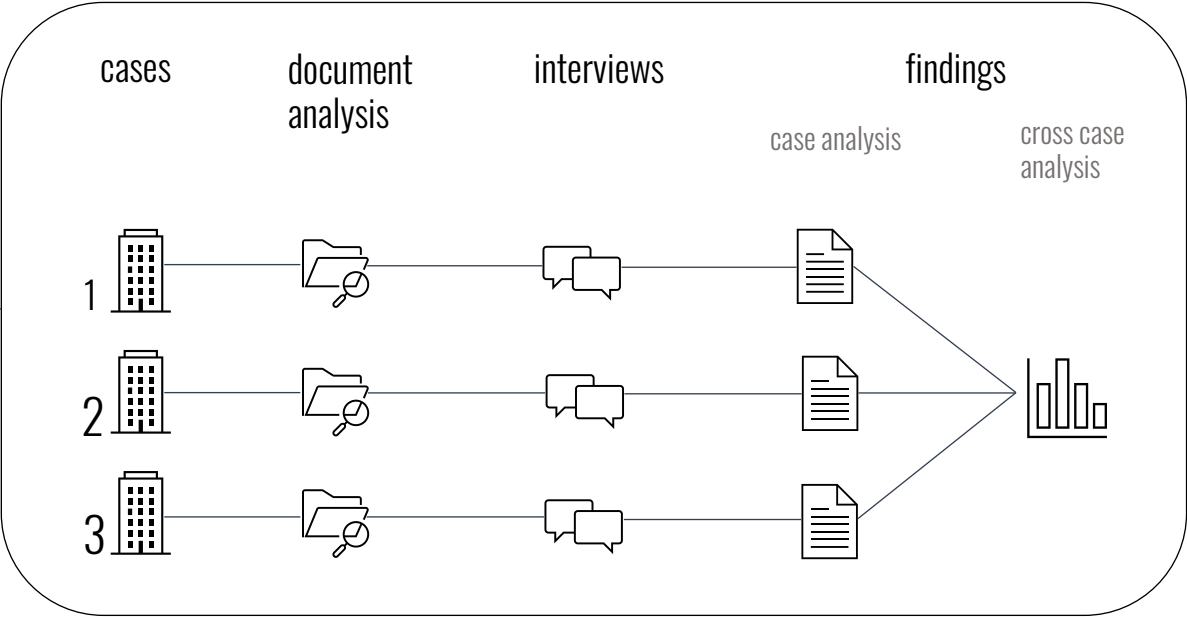 cases
document
analysis
interviews
findings
case analysis
cross case
analysis
1
2
3